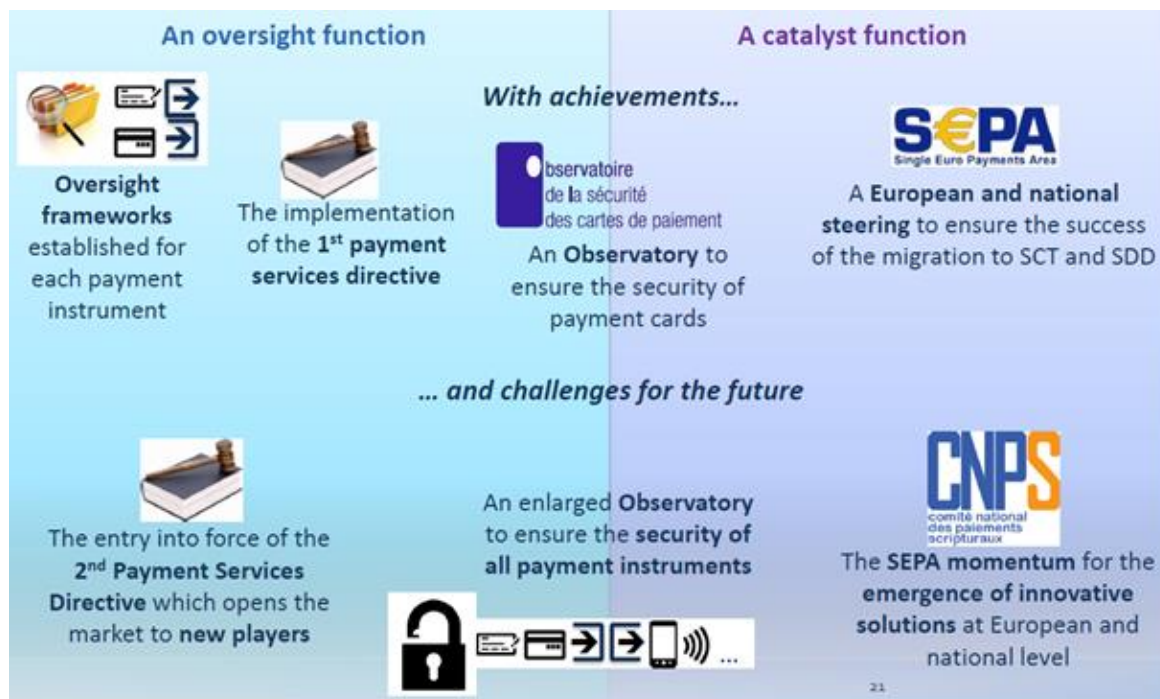 An oversight function
A catalyst function
With achievements...
Oversight
frameworks
established for
each payment
instrument
The implementation
of the 1st payment
services directive
Observatoire
de la sécurité
des cartes de paiement
An Observatory to
ensure the security of
payment cards
S€PA
Single Euro Payments Area
A European and national
steering to ensure the success
of the migration to SCT and SDD
... and challenges for the future
The entry into force of the
2nd Payment Services
Directive which opens the
market to new players
An enlarged Observatory
to ensure the security of
all payment instruments
...
CNPS
comité national
des paiements
scripturaux
The SEPA momentum for the
emergence of innovative
solutions at European and
national level
21